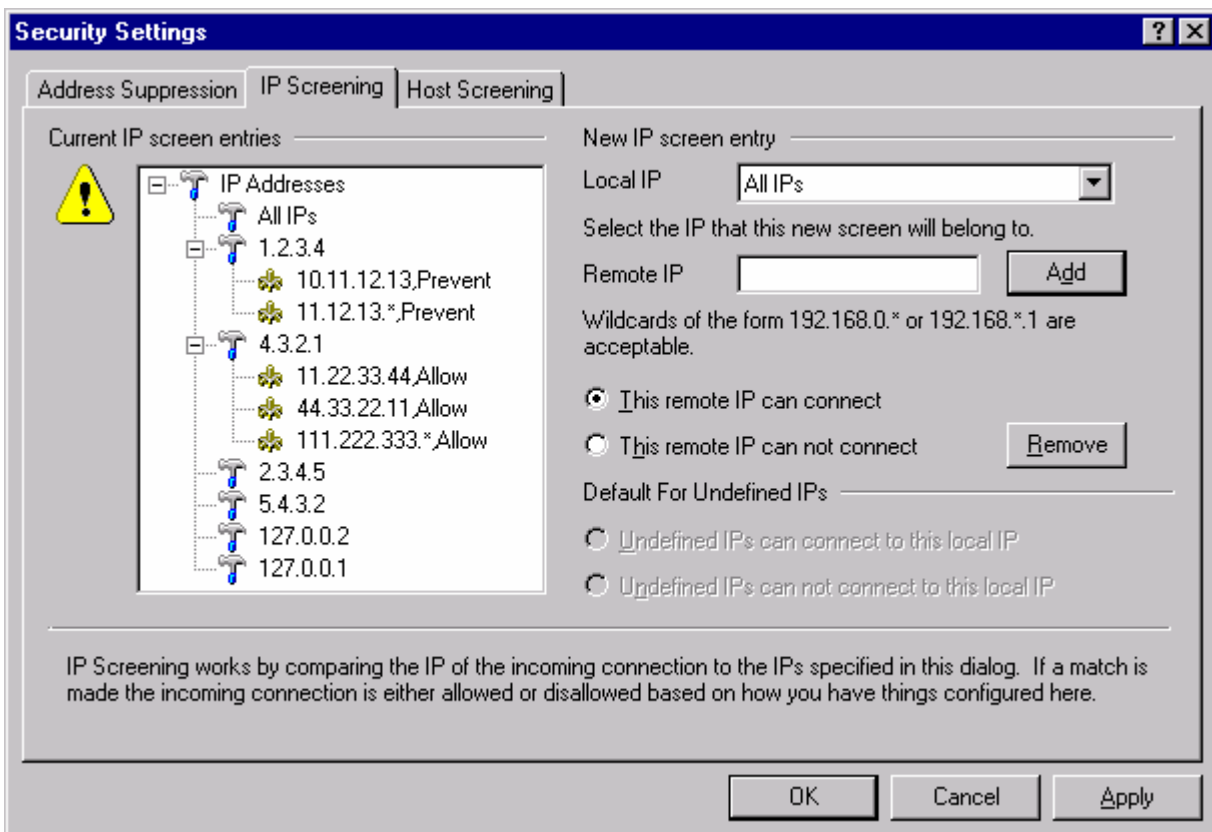 Security Settings
Address Suppression
IP Screening
Host Screening
Current IP screen entries
IP Addresses
All IPs
1.2.3.4
10.11.12.13,Prevent
11.12.13.*,Prevent
4.3.2.1
11.22.33.44,Allow
44.33.22.11,Allow
111.222.333.*,Allow
2.3.4.5
5.4.3.2
127.0.0.2
127.0.0.1
New IP screen entry
Local IP
All IPs
Select the IP that this new screen will belong to.
Remote IP
Add
Wildcards of the form 192.168.0.* or 192.168.*.1 are
acceptable.
This remote IP can connect
This remote IP can not connect
Remove
Default For Undefined IPs
Undefined IPs can connect to this local IP
Undefined IPs can not connect to this local IP
IP Screening works by comparing the IP of the incoming connection to the IPs specified in this dialog. If a match is
made the incoming connection is either allowed or disallowed based on how you have things configured here.
OK
Cancel
Apply